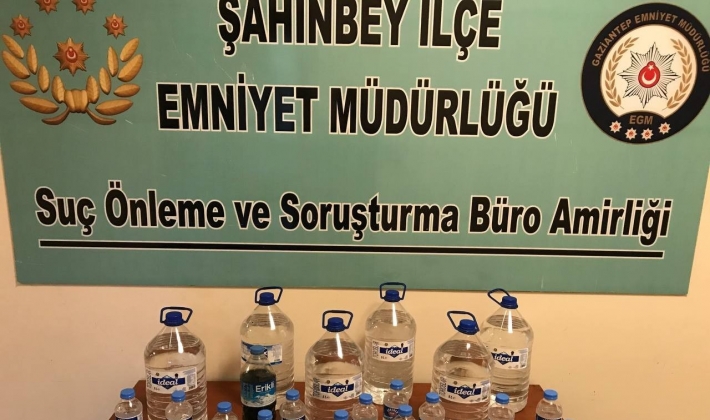 ŞAHİNBEY İLÇE
EMNİYET MÜDÜRLÜĞÜ
Suç Önleme ve Soruşturma Büro Amirliği
GAZİANTEP EMNİYET MÜDÜRLÜĞÜ
EGM
ideal
Erikli
ideal
ideal
ideal
ideal